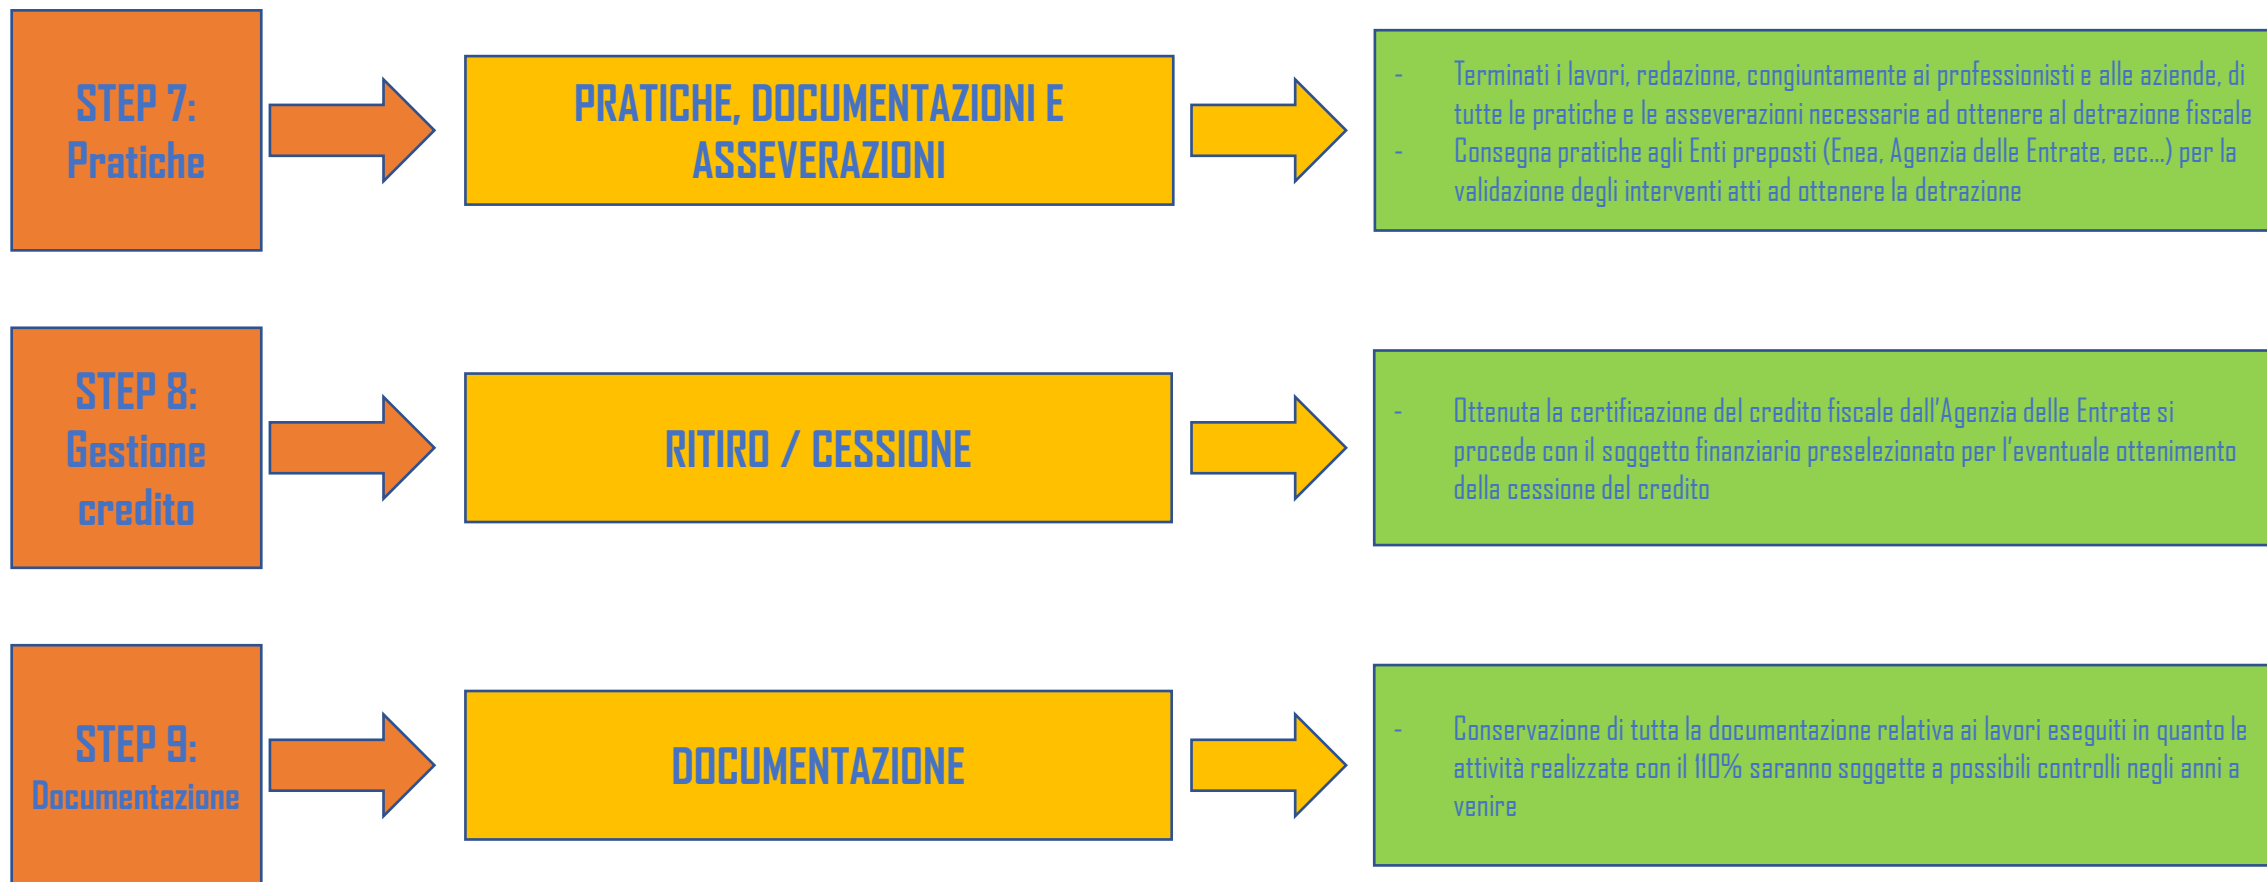 STEP 7:
Pratiche
PRATICHE, DOCUMENTAZIONI E
ASSEVERAZIONI
- Terminati i lavori, redazione, congiuntamente ai professionisti e alle aziende, di
tutte le pratiche e le asseverazioni necessarie ad ottenere al detrazione fiscale
- Consegna pratiche agli Enti preposti (Enea, Agenzia delle Entrate, ecc...) per la
validazione degli interventi atti ad ottenere la detrazione
STEP 8:
Gestione
credito
RITIRO / CESSIONE
- Ottenuta la certificazione del credito fiscale dall'Agenzia delle Entrate si
procede con il soggetto finanziario preselezionato per l'eventuale ottenimento
della cessione del credito
STEP 9:
Documentazione
DOCUMENTAZIONE
- Conservazione di tutta la documentazione relativa ai lavori eseguiti in quanto le
attività realizzate con il 110% saranno soggette a possibili controlli negli anni a
venire